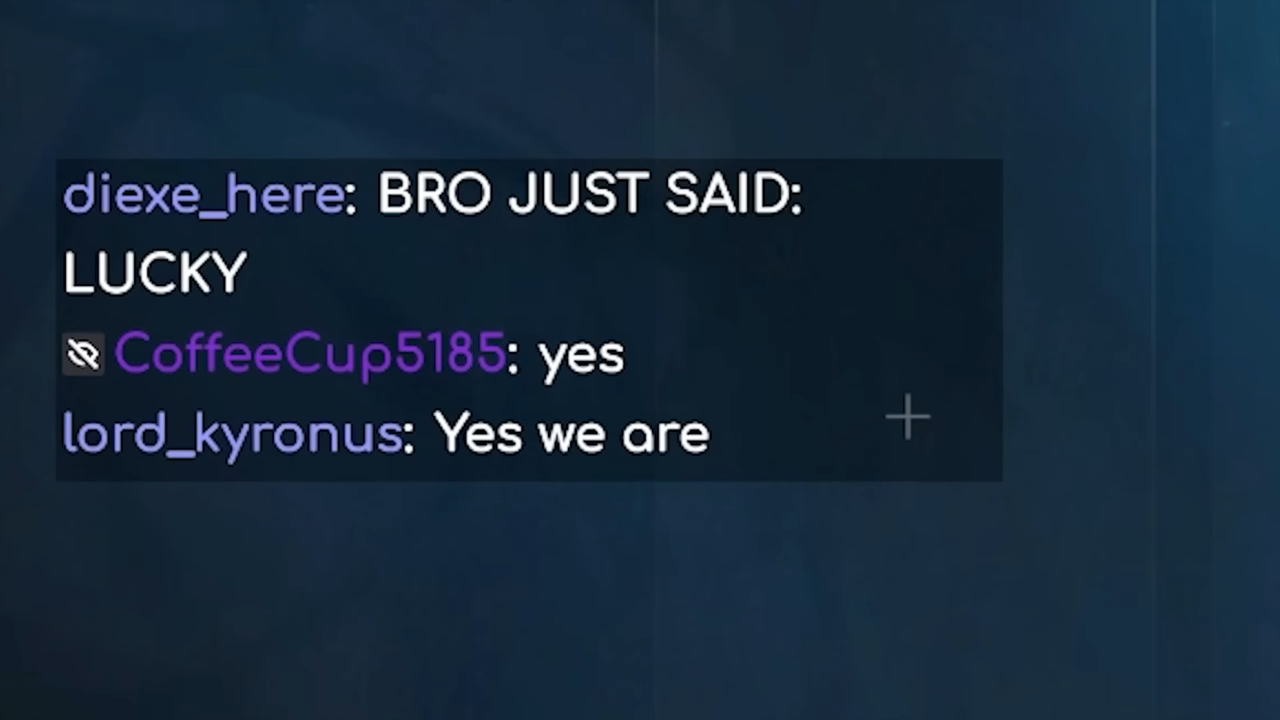 diexe_here: BRO JUST SAID:
LUCKY
CoffeeCup5185: yes
lord_kyronus: Yes we are